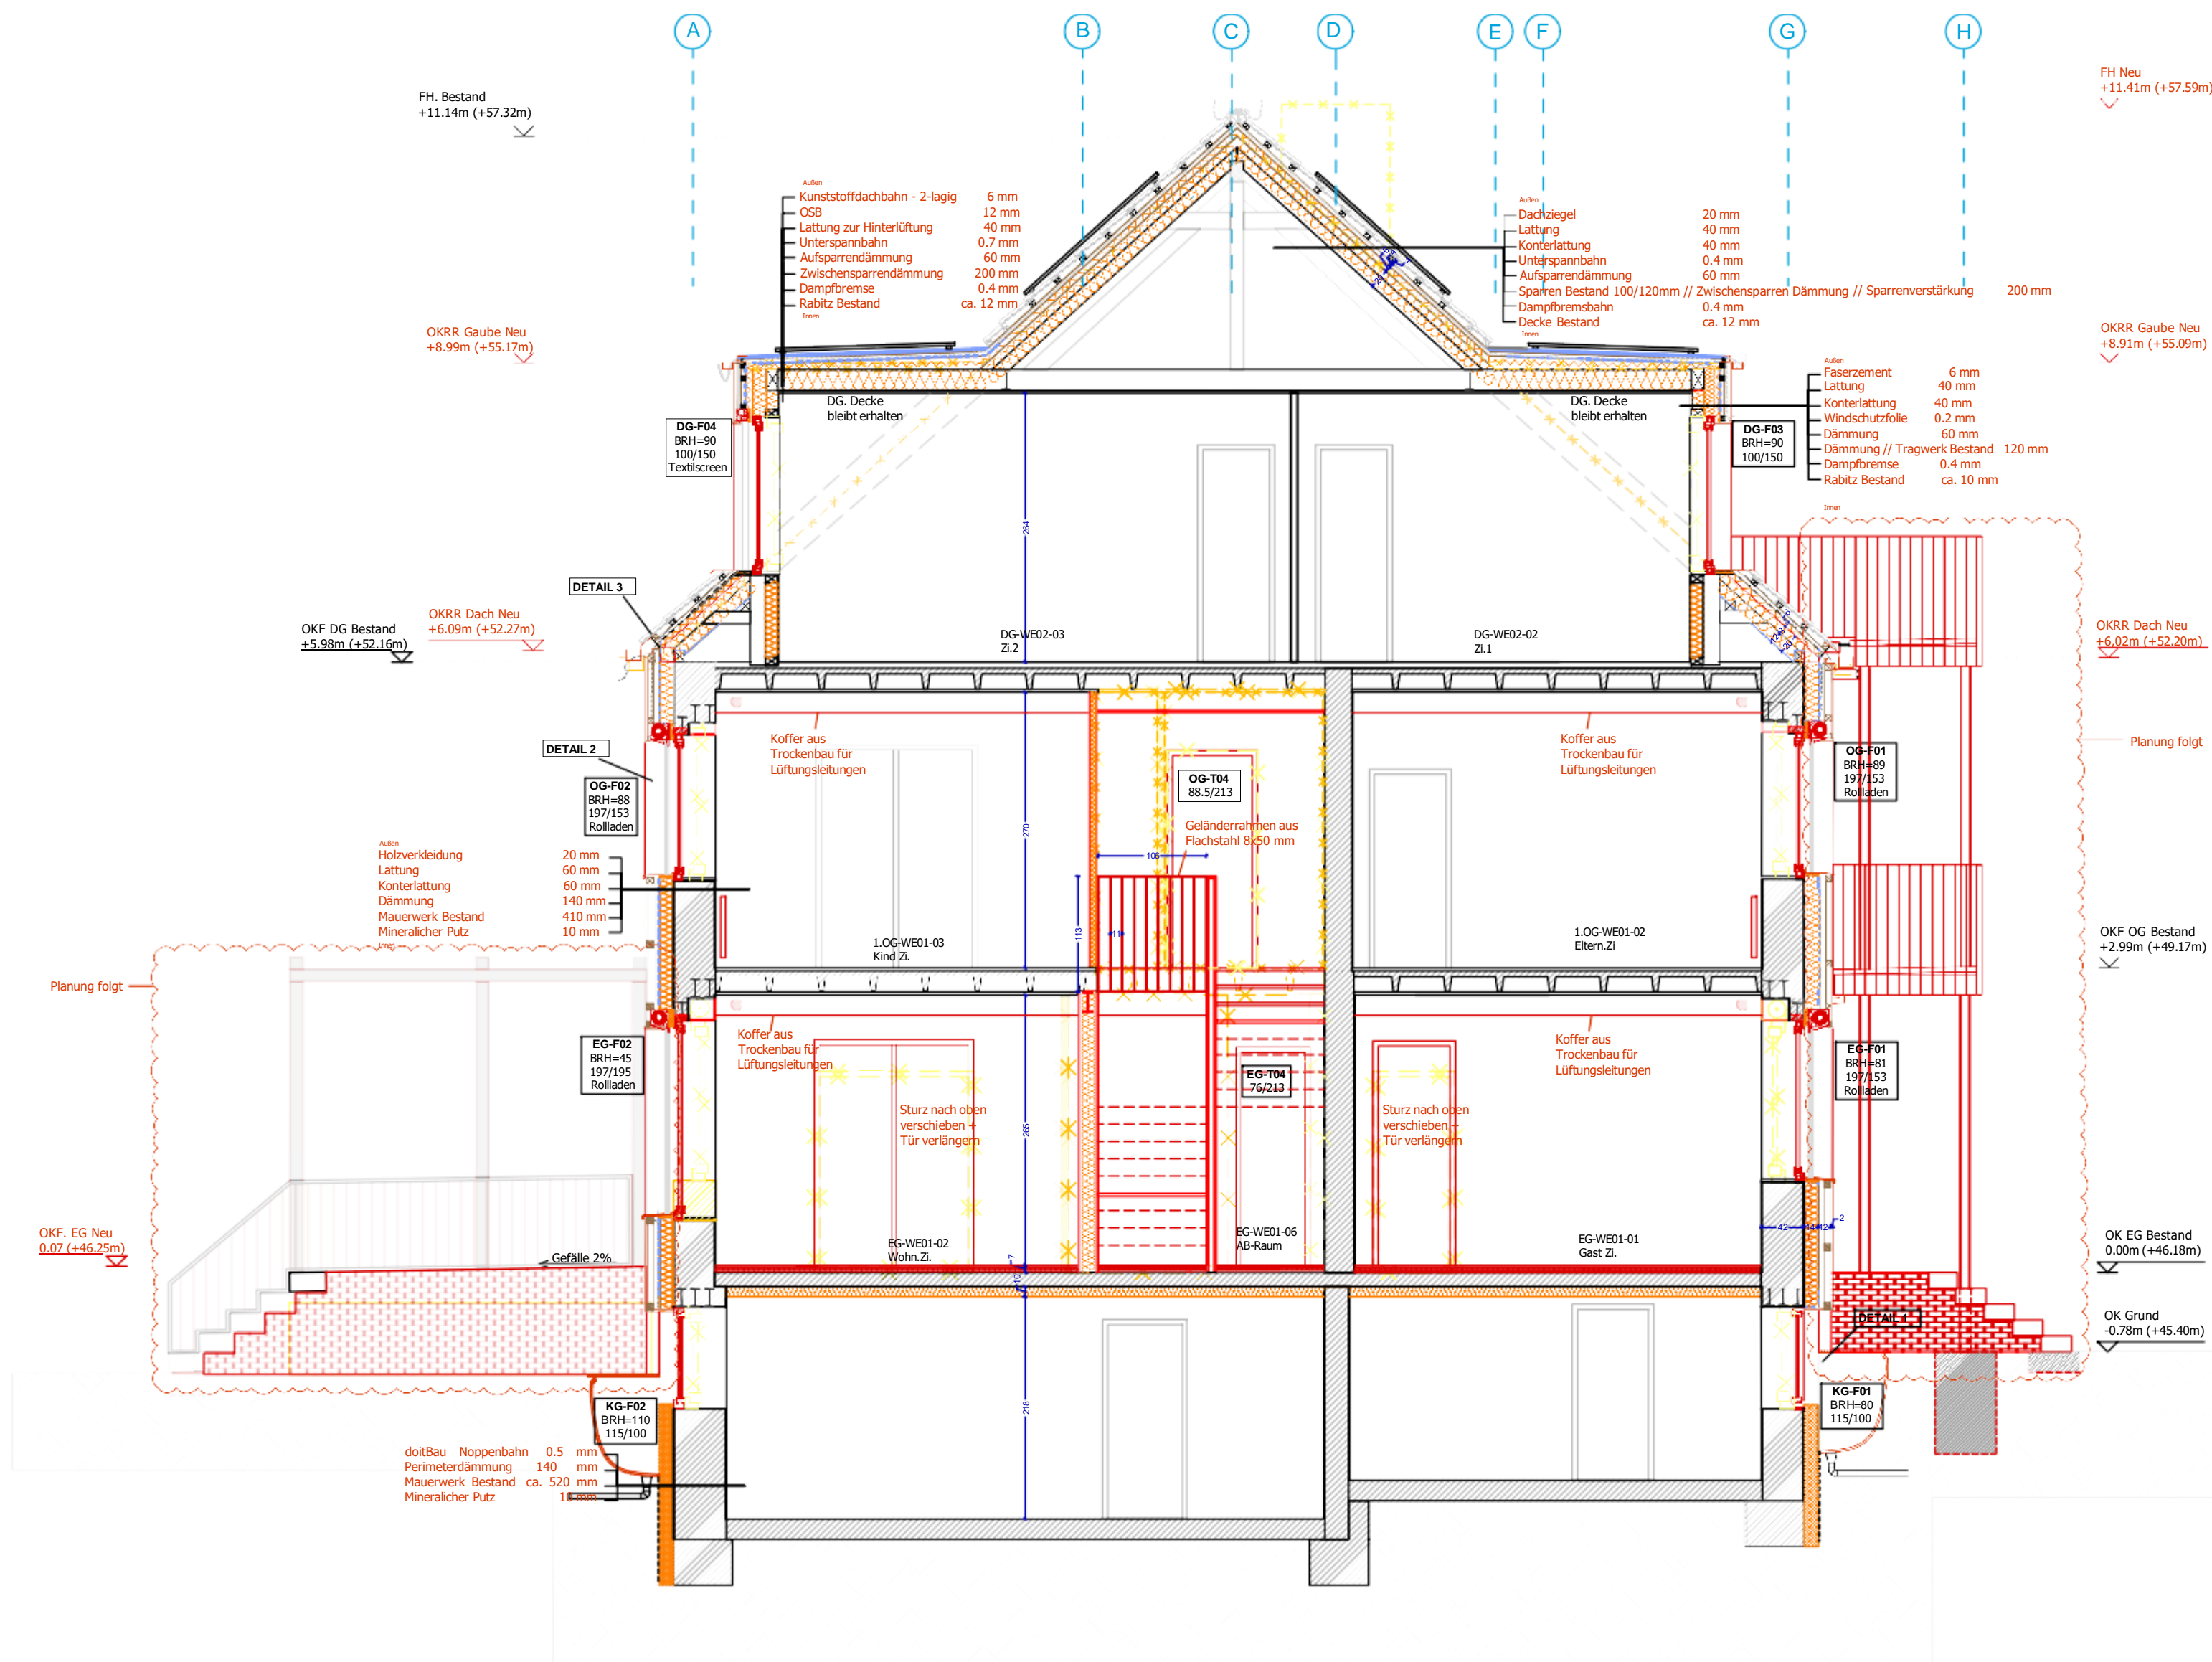 A
B
C
D
E
F
G
H
FH. Bestand
+11.14m (+57.32m)
FH Neu
+11.41m (+57.59m)
Außen
Kunststoffdachbahn - 2-lagig 6 mm
OSB 12 mm
Lattung zur Hinterlüftung 40 mm
Unterspannbahn 0.7 mm
Aufsparrendämmung 60 mm
Zwischensparrendämmung 200 mm
Dampfbremse 0.4 mm
Rabitz Bestand ca. 12 mm
Innen
Außen
Dachziegel 20 mm
Lattung 40 mm
Konterlattung 40 mm
Unterspannbahn 0.4 mm
Aufsparrendämmung 60 mm
Sparren Bestand 100/120mm // Zwischensparren Dämmung // Sparrenverstärkung 200 mm
Dampfbremsbahn 0.4 mm
Decke Bestand ca. 12 mm
Innen
OKRR Gaube Neu
+8.99m (+55.17m)
OKRR Gaube Neu
+8.91m (+55.09m)
Außen
Faserzement 6 mm
Lattung 40 mm
Konterlattung 40 mm
Windschutzfolie 0.2 mm
Dämmung 60 mm
Dämmung // Tragwerk Bestand 120 mm
Dampfbremse 0.4 mm
Rabitz Bestand ca. 10 mm
Innen
DG. Decke
bleibt erhalten
DG. Decke
bleibt erhalten
DG-F04
BRH=90
100/150
Textilscreen
DG-F03
BRH=90
100/150
264
DETAIL 3
OKF DG Bestand
+5.98m (+52.16m)
OKRR Dach Neu
+6.09m (+52.27m)
DG-WE02-03
Zi.2
DG-WE02-02
Zi.1
OKRR Dach Neu
+6,02m (+52.20m)
Koffer aus
Trockenbau für
Lüftungsleitungen
Koffer aus
Trockenbau für
Lüftungsleitungen
Planung folgt
DETAIL 2
OG-F02
BRH=88
197/153
Rollladen
OG-T04
88.5/213
OG-F01
BRH=89
197/153
Rollladen
Geländerrahmen aus
Flachstahl 8x50 mm
270
106
113
11
Außen
Holzverkleidung 20 mm
Lattung 60 mm
Konterlattung 60 mm
Dämmung 140 mm
Mauerwerk Bestand 410 mm
Mineralicher Putz 10 mm
Innen
1.OG-WE01-03
Kind Zi.
1.OG-WE01-02
Eltern.Zi
OKF OG Bestand
+2.99m (+49.17m)
Planung folgt
Koffer aus
Trockenbau für
Lüftungsleitungen
Koffer aus
Trockenbau für
Lüftungsleitungen
EG-F02
BRH=45
197/195
Rollladen
EG-T04
76/213
EG-F01
BRH=81
197/153
Rollladen
Sturz nach oben
verschieben +
Tür verlängern
Sturz nach oben
verschieben +
Tür verlängern
265
42
14
12
2
OKF. EG Neu
0.07 (+46.25m)
Gefälle 2%
EG-WE01-02
Wohn.Zi.
EG-WE01-06
AB-Raum
EG-WE01-01
Gast Zi.
OK EG Bestand
0.00m (+46.18m)
7
10
DETAIL 1
OK Grund
-0.78m (+45.40m)
218
KG-F02
BRH=110
115/100
KG-F01
BRH=80
115/100
doitBau Noppenbahn 0.5 mm
Perimeterdämmung 140 mm
Mauerwerk Bestand ca. 520 mm
Mineralicher Putz 10 mm